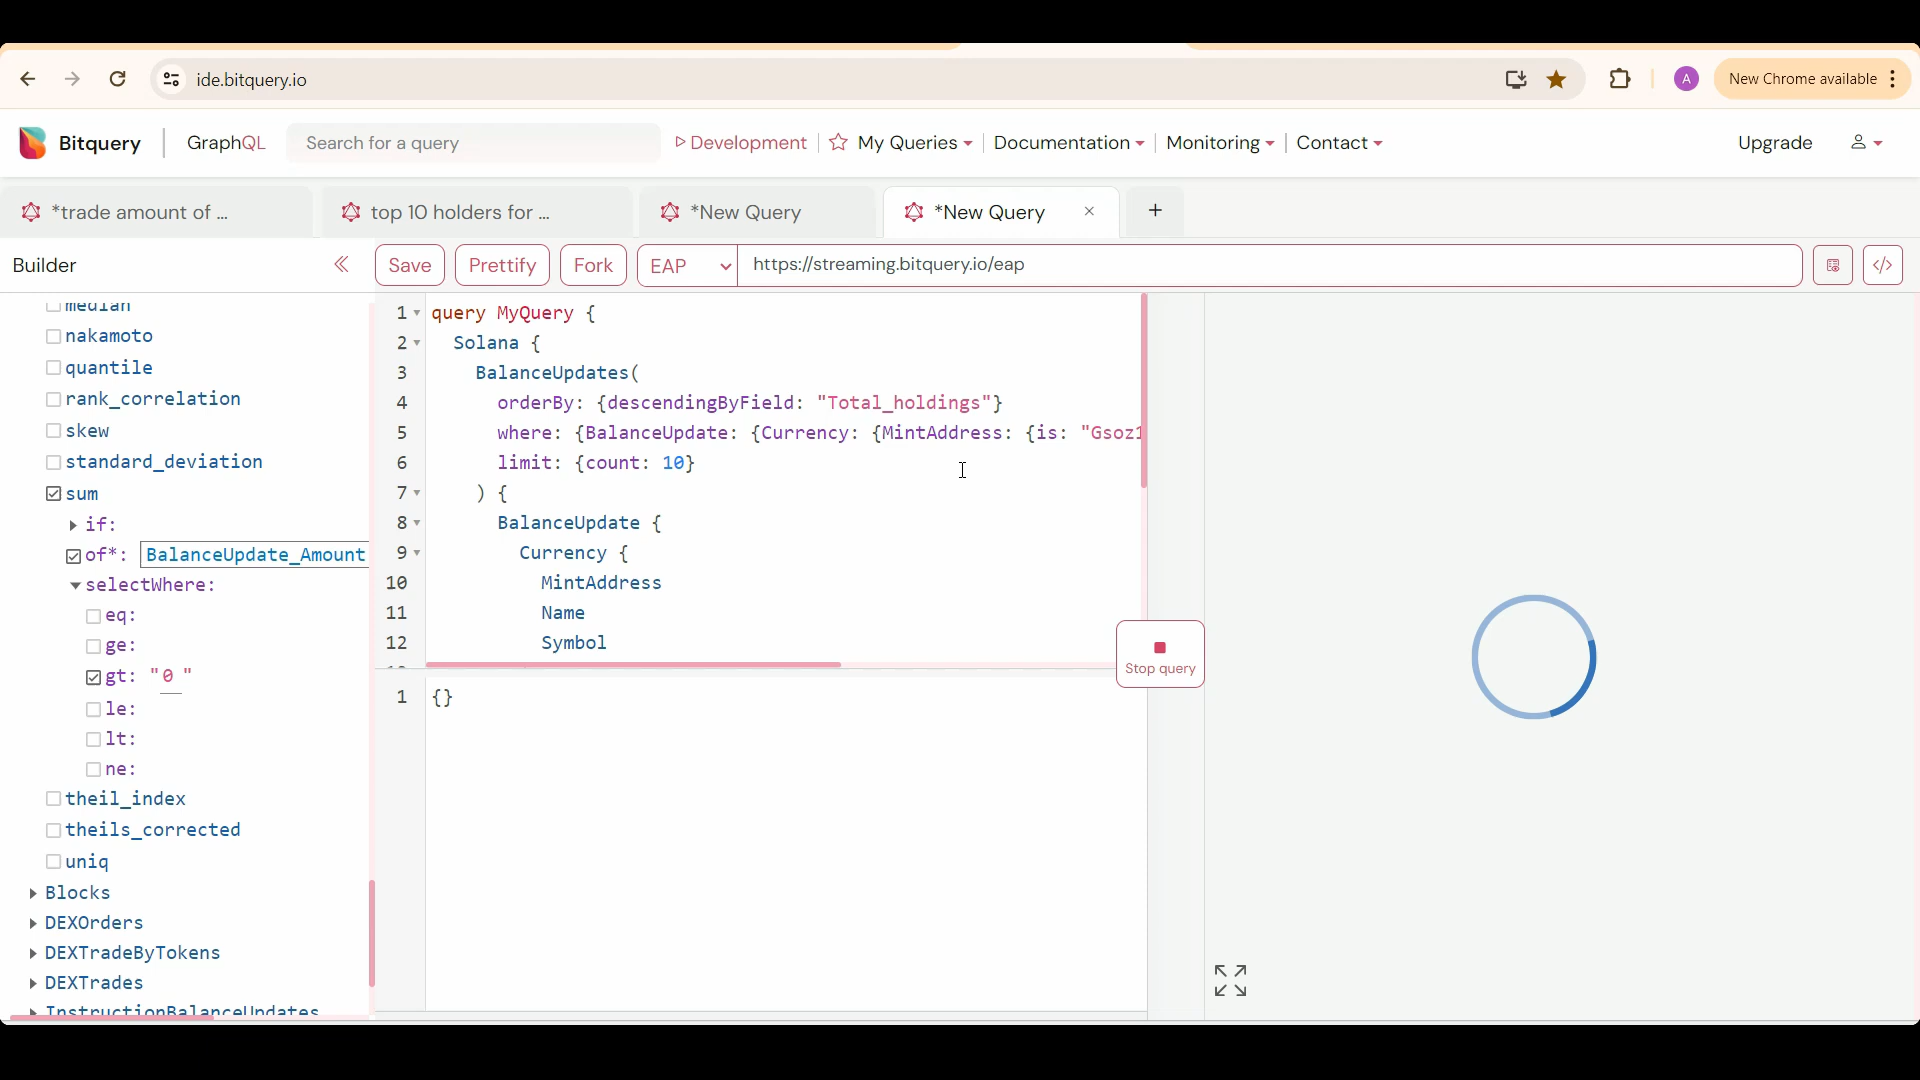 ide.bitquery.io
A
New Chrome available
Bitquery
GraphQL
Search for a query
Development
My Queries
Documentation
Monitoring
Contact
Upgrade
*trade amount of ...
top 10 holders for ...
*New Query
*New Query
×
+
Builder
Save
Prettify
Fork
EAP
https://streaming.bitquery.io/eap
median
nakamoto
quantile
rank_correlation
skew
standard_deviation
sum
if:
of*: BalanceUpdate_Amount
selectWhere:
eq:
ge:
gt: "0 "
le:
lt:
ne:
theil_index
theils_corrected
uniq
Blocks
DEXOrders
DEXTradeByTokens
DEXTrades
InstructionBalanceUpdates
1 query MyQuery {
2 Solana {
3 BalanceUpdates(
4 orderBy: {descendingByField: "Total_holdings"}
5 where: {BalanceUpdate: {Currency: {MintAddress: {is: "Gsoz1
6 limit: {count: 10}
7 ) {
8 BalanceUpdate {
9 Currency {
10 MintAddress
11 Name
12 Symbol
Stop query
1 {}